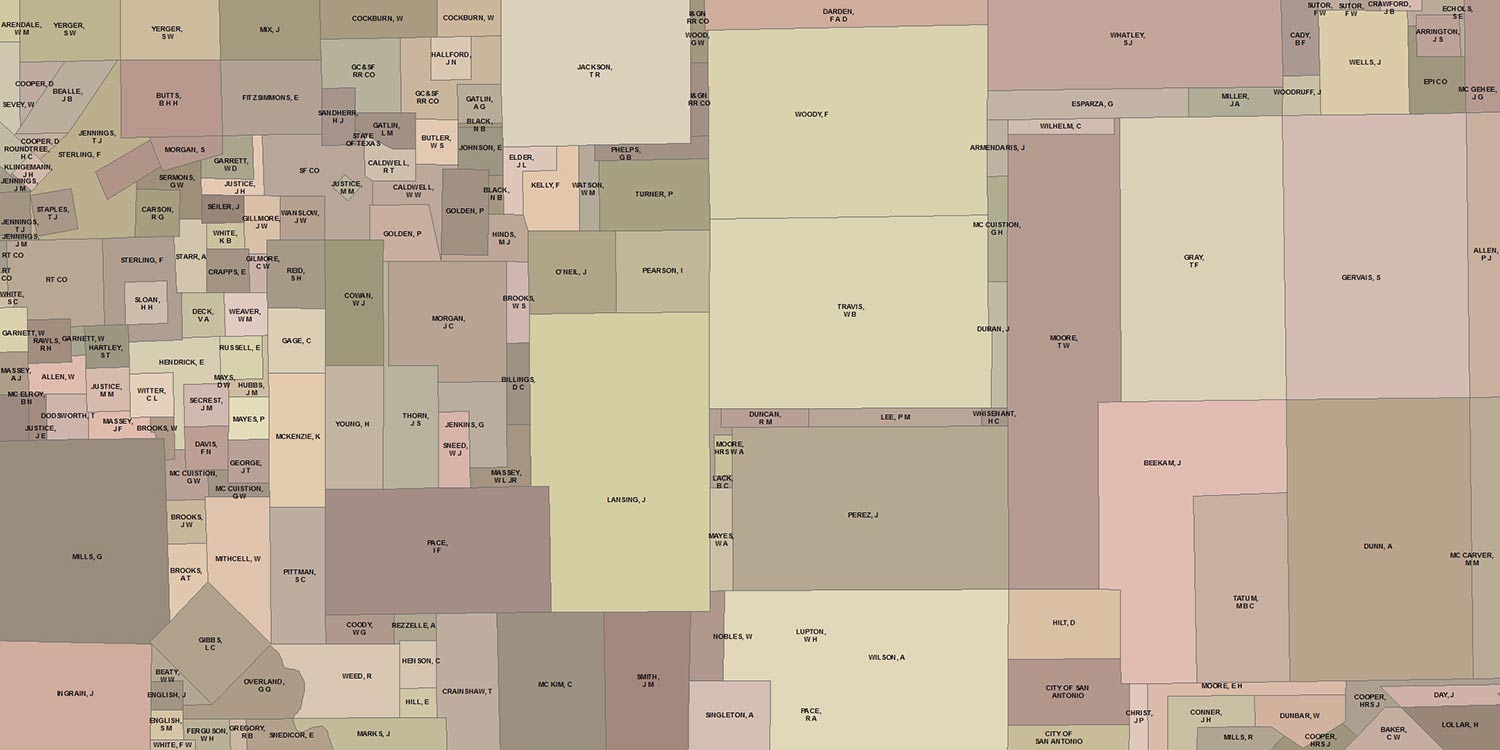 ARENDALE,
W M
YERGER,
S W
YERGER,
S W
MIX, J
COCKBURN, W
COCKBURN, W
I&GN
RR CO
WOOD,
G W
DARDEN,
F A D
WHATLEY,
S J
SUTOR,
F W
SUTOR,
F W
CRAWFORD,
J B
ECHOLS,
S E
CADY,
B F
ARRINGTON,
J S
WELLS, J
EPI CO
MC GEHEE,
J G
HALLFORD,
J N
GC&SF
RR CO
JACKSON,
T R
COOPER, D
BEALLE,
J B
SEVEY, W
BUTTS,
B H H
FITZSIMMONS, E
GC&SF
RR CO
GATLIN,
A G
I&GN
RR CO
WOODRUFF, J
MILLER,
J A
ESPARZA, G
WOODY, F
SANDHERR,
H J
GATLIN,
L M
BLACK,
N B
WILHELM, C
JENNINGS,
T J
STATE
OF TEXAS
BUTLER,
W S
JOHNSON, E
ARMENDARIS, J
COOPER, D
ROUNDTREE,
H C
STERLING, F
MORGAN, S
GARRETT,
W D
CALDWELL,
R T
ELDER,
J L
PHELPS,
G B
KLINGEMANN,
J H
JENNINGS,
J M
SERMONS,
G W
JUSTICE,
J H
SF CO
JUSTICE,
M M
CALDWELL,
W W
BLACK,
N B
KELLY, F
WATSON,
W M
TURNER, P
STAPLES,
T J
CARSON,
R G
SEILER, J
GILLMORE,
J W
WANSLOW,
J W
GOLDEN, P
GOLDEN, P
JENNINGS,
T J
JENNINGS,
J M
WHITE,
K B
HINDS,
M J
MC CUISTION,
G H
RT CO
RT
CO
RT CO
STERLING, F
STARR, A
CRAPPS, E
GILMORE,
C W
REID,
S H
O'NEIL, J
PEARSON, I
GRAY,
T F
GERVAIS, S
ALLEN,
P J
WHITE,
S C
SLOAN,
H H
DECK,
V A
WEAVER,
W M
COWAN,
W J
BROOKS,
W S
MORGAN,
J C
TRAVIS,
W B
DURAN, J
MOORE,
T W
GARNETT, W
RAWLS,
R H
GARNETT, W
HARTLEY,
S T
HENDRICK, E
RUSSELL, E
GAGE, C
MASSEY,
A J
ALLEN, W
JUSTICE,
M M
WITTER,
C L
MAYS,
D W
HUBBS,
J M
BILLINGS,
D C
MC ELROY,
B N
SECREST,
J M
DODSWORTH, T
JUSTICE,
J E
MASSEY,
J F
BROOKS, W
MAYES, P
YOUNG, H
THORN,
J S
JENKINS, G
DUNCAN,
R M
LEE, P M
WHISENANT,
H C
MCKENZIE, K
DAVIS,
F N
GEORGE,
J T
SNEED,
W J
MOORE,
HRS W A
BEEKAM, J
MC CUISTION,
G W
MC CUISTION,
G W
MASSEY,
W L JR
LACK,
B C
LANSING, J
PEREZ, J
BROOKS,
J W
MILLS, G
MITHCELL, W
PACE,
I F
MAYES,
W A
DUNN, A
MC CARVER,
M M
BROOKS,
A T
PITTMAN,
S C
TATUM,
M B C
COODY,
W G
REZZELLE, A
HILT, D
GIBBS,
L C
NOBLES, W
LUPTON,
W H
WILSON, A
HENSON, C
BEATY,
W W
WEED, R
OVERLAND,
G G
INGRAIN, J
ENGLISH, J
CRAINSHAW, T
MC KIM, C
SMITH,
J M
CITY OF SAN
ANTONIO
MOORE, E H
HILL, E
COOPER,
HRS J
DAY, J
SINGLETON, A
PACE,
R A
CHRIST,
J P
CONNER,
J H
DUNBAR, W
LOLLAR, H
ENGLISH,
S M
FERGUSON,
W H
GREGORY,
R B
SNEDICOR, E
MARKS, J
CITY OF
SAN ANTONIO
MILLS, R
COOPER,
HRS J
BAKER,
C W
WHITE, F W